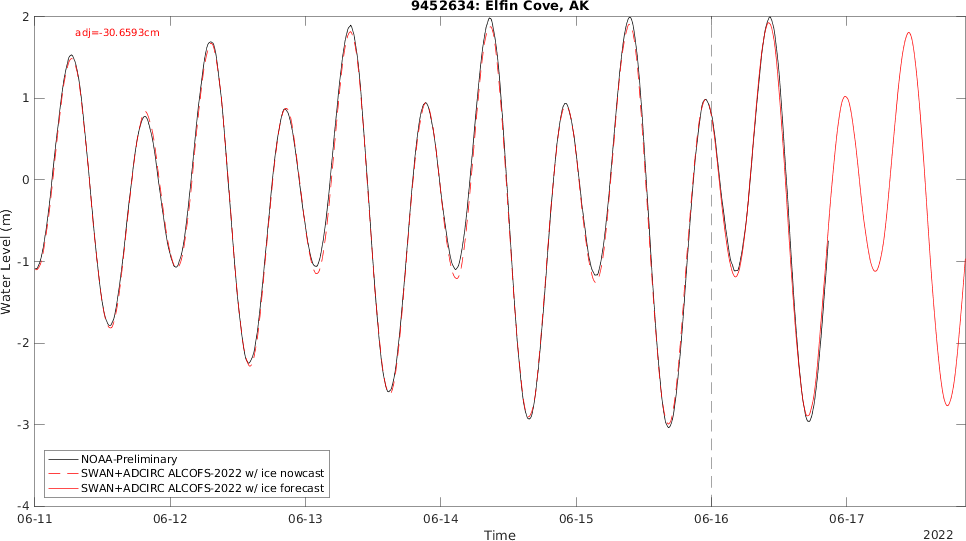 9452634: Elfin Cove, AK
adj=-30.6593cm
2
1
0
-1
-2
-3
-4
Water Level (m)
NOAA-Preliminary
SWAN+ADCIRC ALCOFS-2022 w/ ice nowcast
SWAN+ADCIRC ALCOFS-2022 w/ ice forecast
06-11 06-12 06-13 06-14 06-15 06-16 06-17
Time
2022